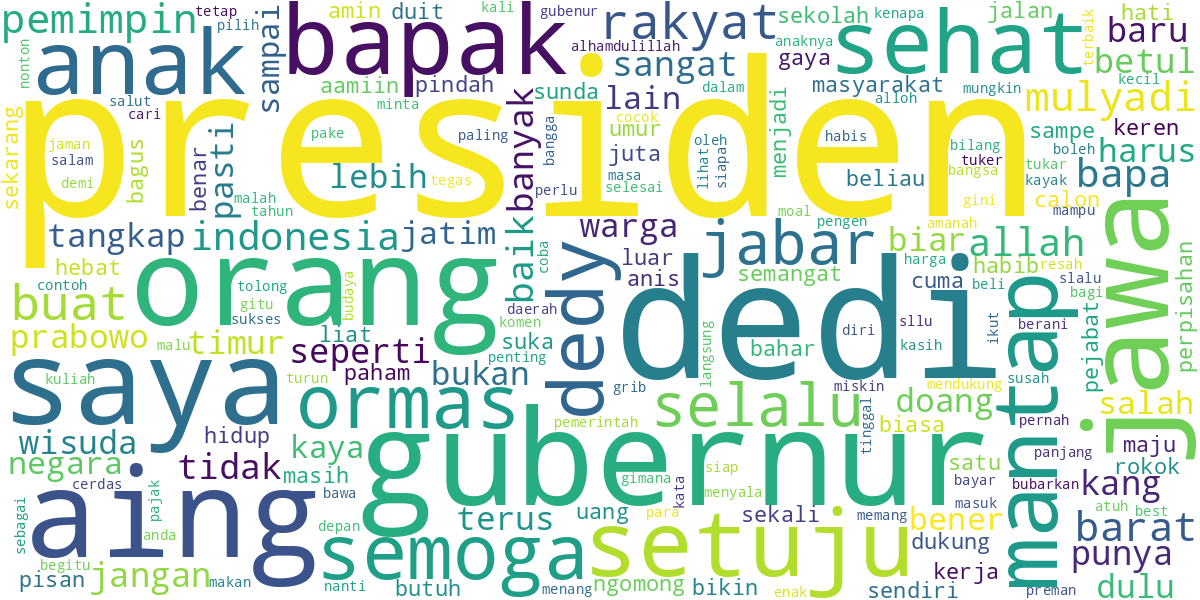 pemimpin
tetap
pilih
anak
sampai
bapak
amin
duit
kali
gubenur
alhamdulillah
rakyat
anaknya
sekolah
kenapa
gaya
sehat
jalan
terbaik
hati
baru
betul
nonton
sekarang
salut
cari
aamiin
minta
pindah
sunda
sangat
lain
dalam
masyarakat
alloh
mungkin
kecil
mulyadi
presiden
jaman
salam
demi
bagus
benar
pasti
pake
paling
lebih
tegas
banyak
bangga
cocok
umur
juta
masa
selesai
perlu
oleh
lihat
siapa
menjadi
habis
beliau
bilang
tuker
bangsa
gini
sampe
boleh
tukar
kayak
calon
mampu
keren
harus
bapa
malah
tahun
tangkap
indonesia
jatim
baik
coba
warga
luar
anis
jabar
moal
pengen
semangat
harga
amanah
biar
allah
habib
resah
cuma
beli
slalu
bagi
perpisahan
jawa
hebat
contoh
buat
orang
tolong
gitu
sukses
budaya
daerah
komen
suka
penting
dedy
dedi
diri
sllu
kasih
ikut
berani
pejabat
mantap
prabowo
malu
timur
liat
seperti
paham
bukan
grib
langsung
bahar
miskin
mendukung
susah
saya
kuliah
turun
ormas
pemerintah
selalu
tinggal
doang
biasa
pernah
salah
wisuda
hidup
kaya
gubernur
panjang
maju
rokok
negara
cerdas
tidak
masih
bawa
gimana
siap
kata
menyala
satu
bayar
masuk
bubarkan
kang
sebagai
aing
pajak
anda
depan
terus
uang
para
sekali
memang
bener
atuh
best
barat
begitu
semoga
setuju
dukung
punya
pisan
jangan
makan
nanti
butuh
menang
ngomong
bikin
enak
sendiri
kerja
preman
dulu